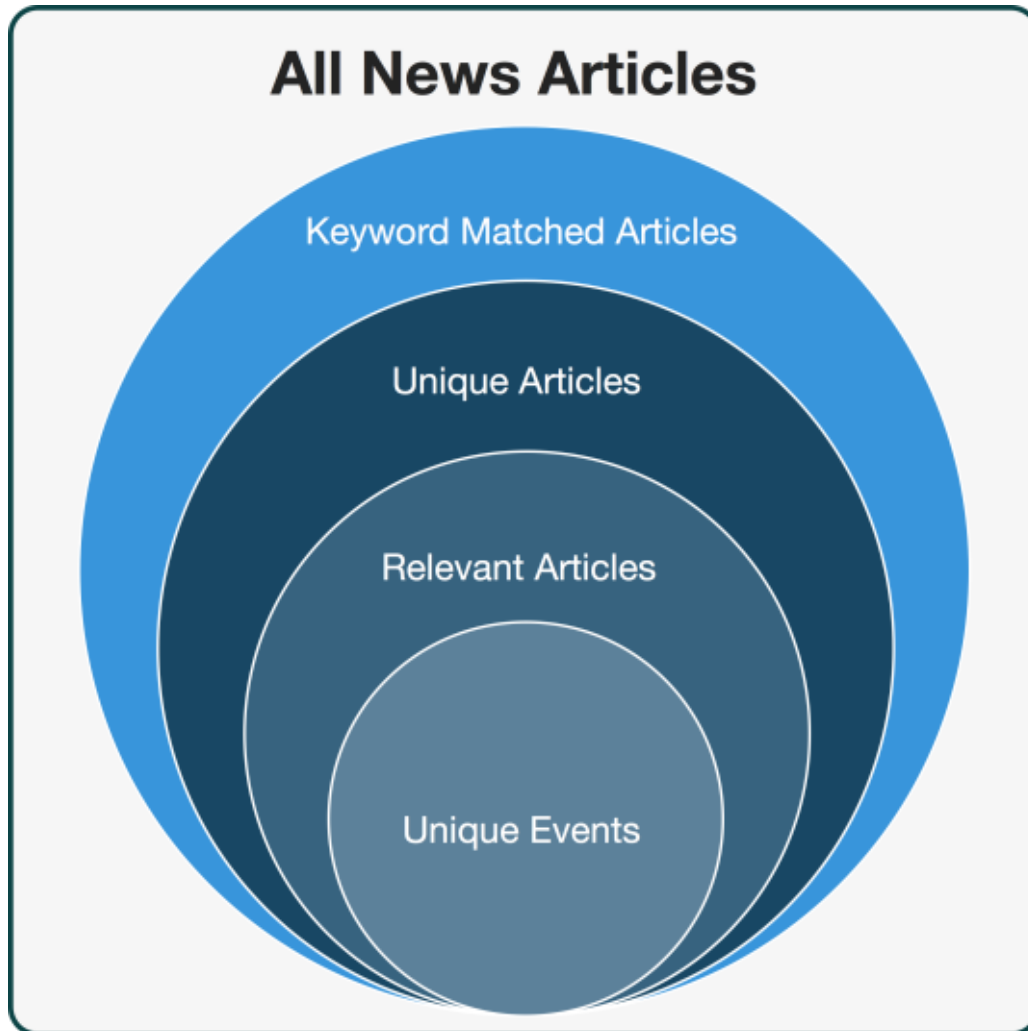 All News Articles
Keyword Matched Articles
Unique Articles
Relevant Articles
Unique Events